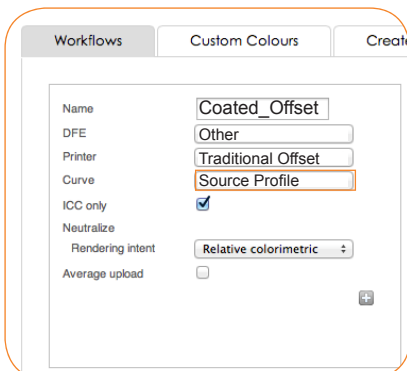 Workflows Custom Colours Create
Name Coated_Offset
DFE Other
Printer Traditional Offset
Curve Source Profile
ICC only
Neutralize
Rendering intent Relative colorimetric
Average upload